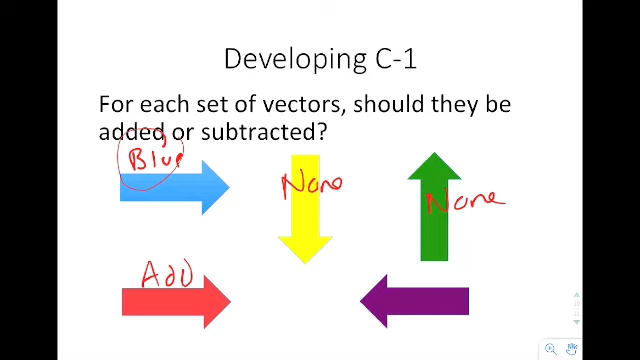 Developing C-1
For each set of vectors, should they be
added or subtracted?
Blue
None
None
Add